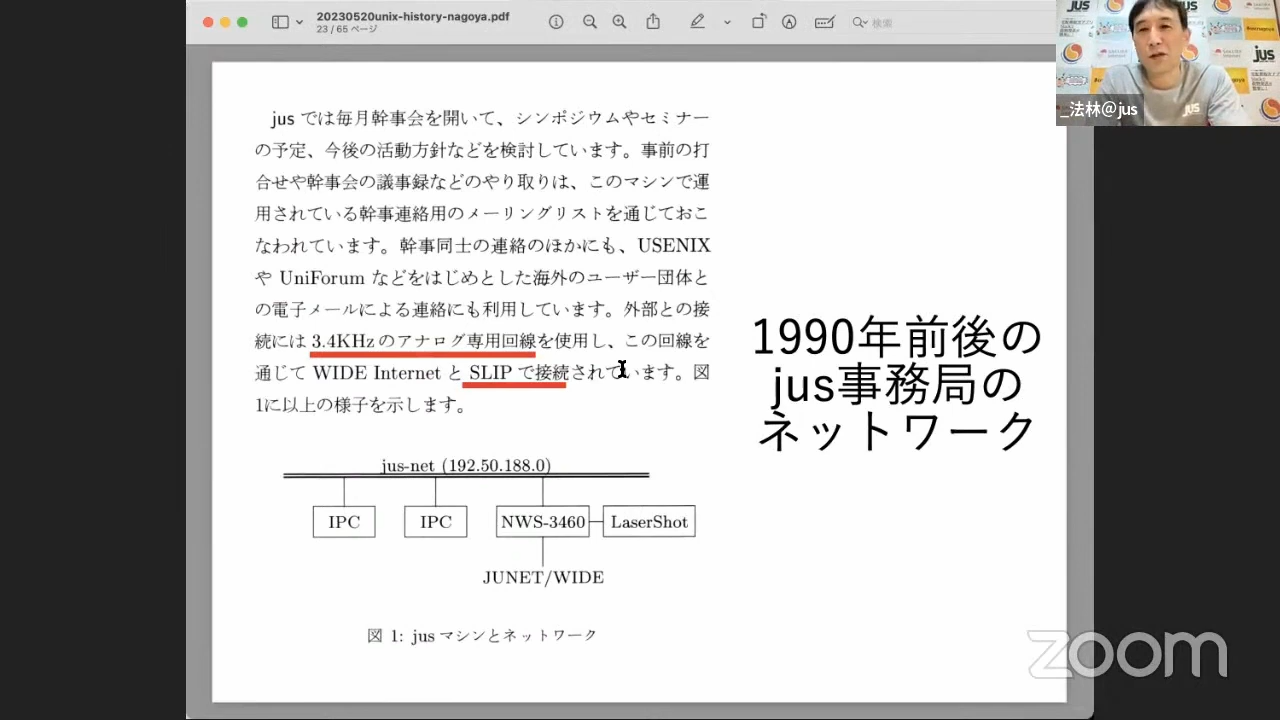 20230520unix-history-nagoya.pdf
23 / 65 ページ
検索
_法林@jus
jus では毎月幹事会を開いて、シンポジウムやセミナー
の予定、今後の活動方針などを検討しています。事前の打
合せや幹事会の議事録などのやり取りは、このマシンで運
用されている幹事連絡用のメーリングリストを通じておこ
なわれています。幹事同士の連絡のほかにも、USENIX
や UniForum などをはじめとした海外のユーザー団体と
の電子メールによる連絡にも利用しています。外部との接
続には 3.4KHz のアナログ専用回線を使用し、この回線を
通じて WIDE Internet と SLIP で接続されています。図
1に以上の様子を示します。
1990年前後の
jus事務局の
ネットワーク
jus-net (192.50.188.0)
IPC IPC NWS-3460 LaserShot
JUNET/WIDE
図 1: jus マシンとネットワーク
zoom